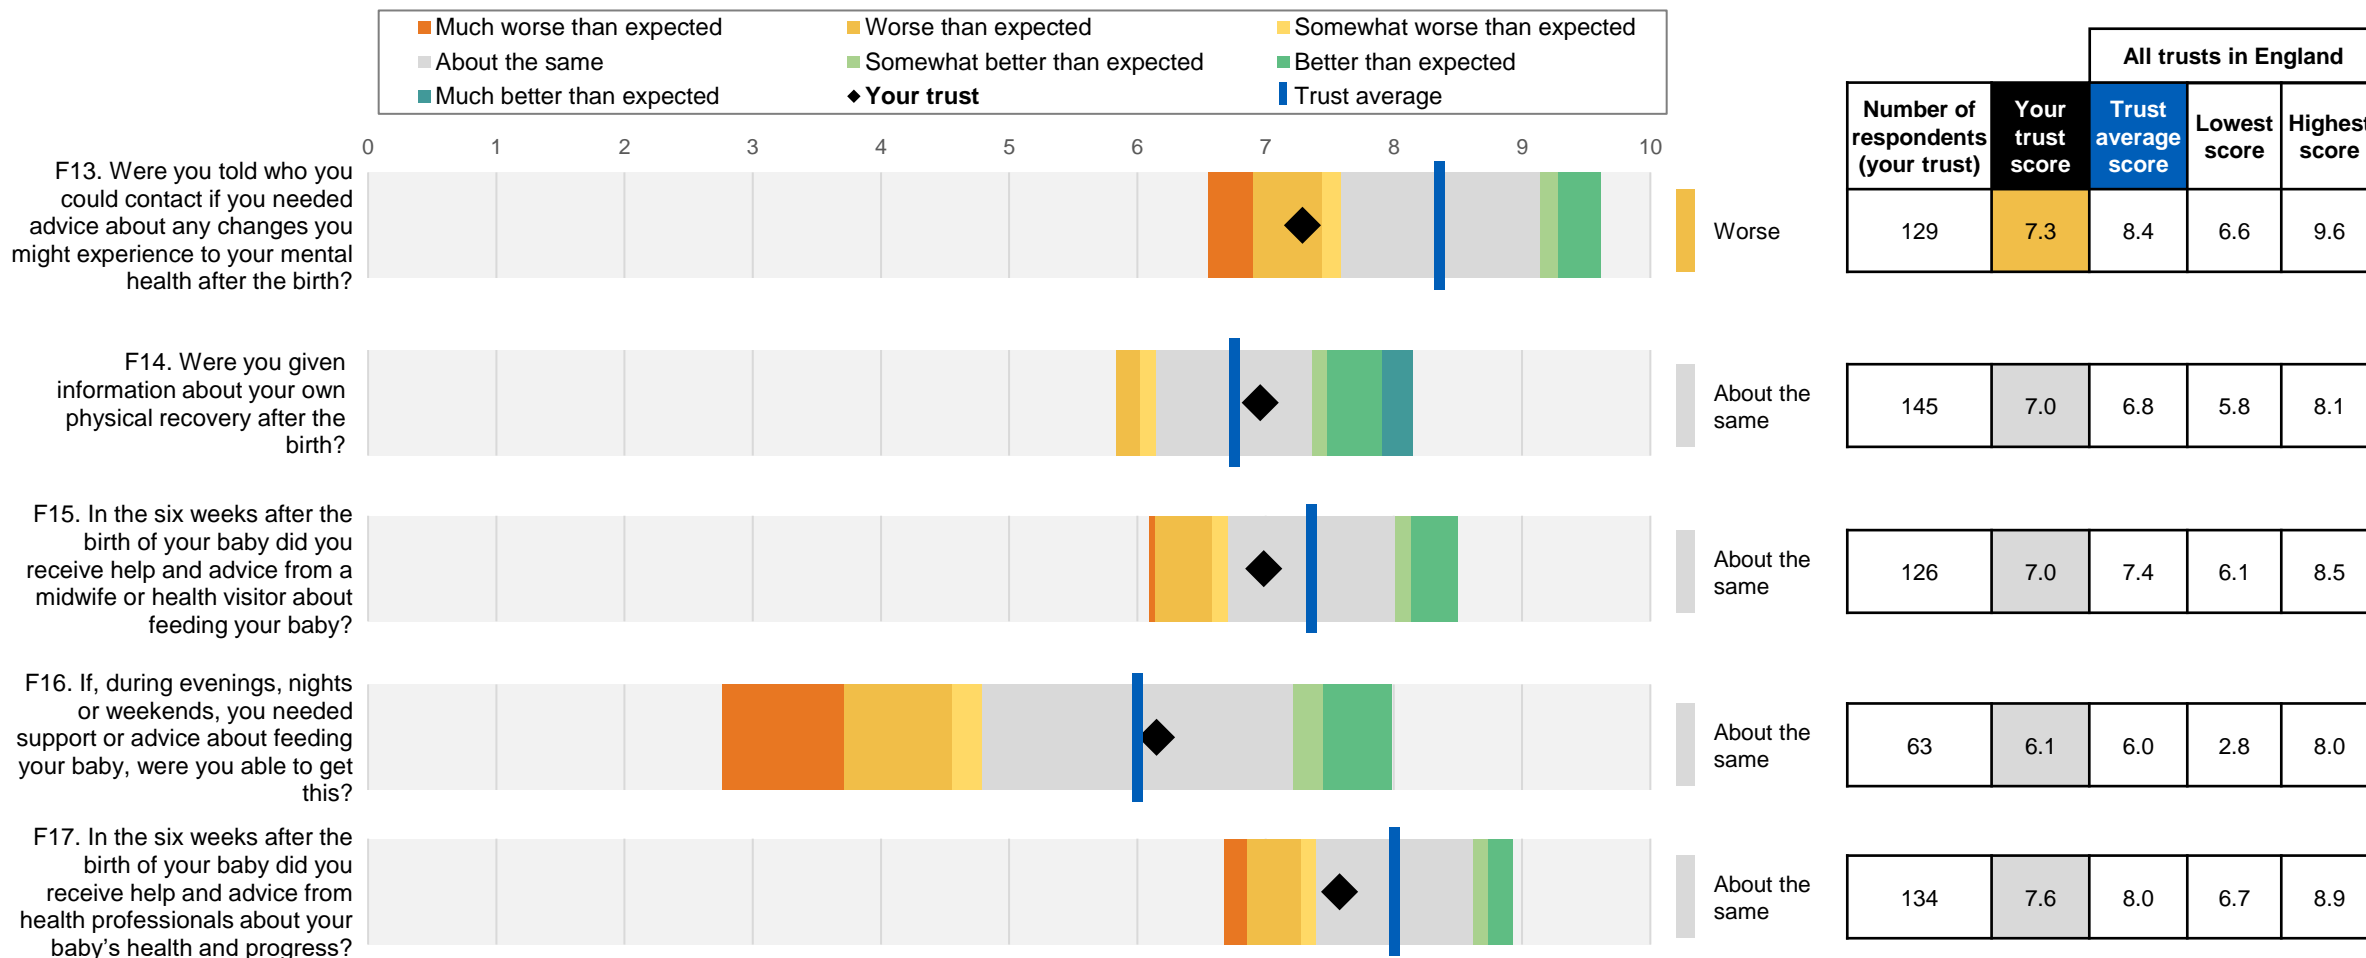 Much worse than expected
Worse than expected
Somewhat worse than expected
About the same
Somewhat better than expected
Better than expected
Much better than expected
Your trust
Trust average
All trusts in England
Number of respondents (your trust)
Your trust score
Trust average score
Lowest score
Highest score
0 1 2 3 4 5 6 7 8 9 10
F13. Were you told who you
could contact if you needed
advice about any changes you
might experience to your mental
health after the birth?
Worse
129 7.3 8.4 6.6 9.6
F14. Were you given
information about your own
physical recovery after the
birth?
About the
same
145 7.0 6.8 5.8 8.1
F15. In the six weeks after the
birth of your baby did you
receive help and advice from a
midwife or health visitor about
feeding your baby?
About the
same
126 7.0 7.4 6.1 8.5
F16. If, during evenings, nights
or weekends, you needed
support or advice about feeding
your baby, were you able to get
this?
About the
same
63 6.1 6.0 2.8 8.0
F17. In the six weeks after the
birth of your baby did you
receive help and advice from
health professionals about your
baby's health and progress?
About the
same
134 7.6 8.0 6.7 8.9